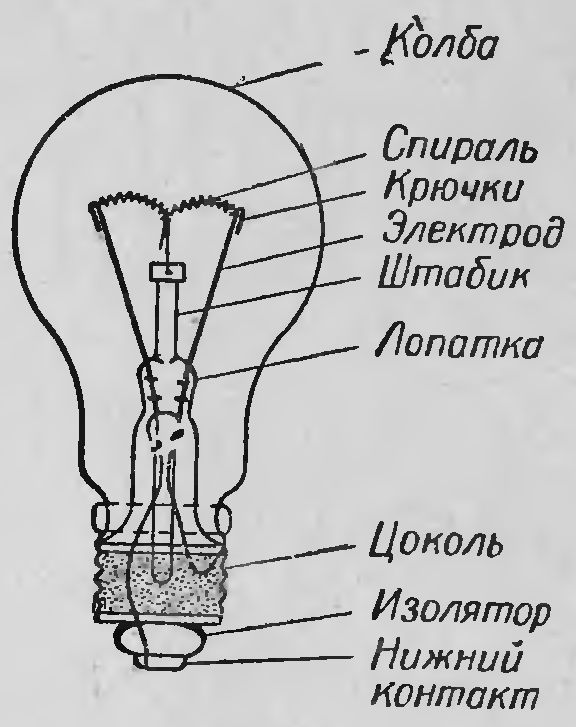 Колба
Спираль
Крючки
Электрод
Штабик
Лопатка
Цоколь
Изолятор
Нижний
контакт